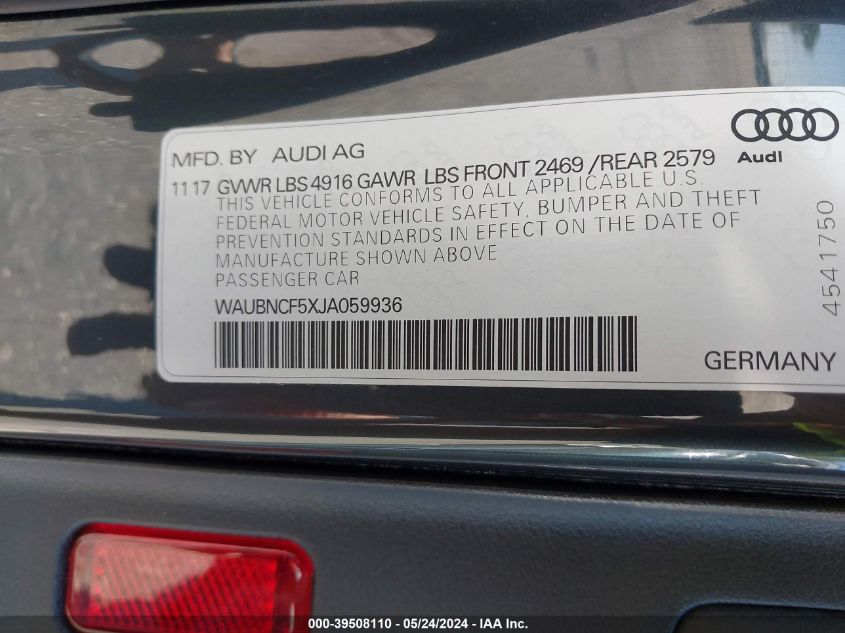 MFD. BY AUDI AG
Audi
11 17 GVWR LBS 4916 GAWR LBS FRONT 2469 /REAR 2579
THIS VEHICLE CONFORMS TO ALL APPLICABLE U.S.
FEDERAL MOTOR VEHICLE SAFETY, BUMPER AND THEFT
PREVENTION STANDARDS IN EFFECT ON THE DATE OF
MANUFACTURE SHOWN ABOVE
PASSENGER CAR
WAUBNCF5XJA059936
4541750
GERMANY
000-39508110 - 05/24/2024 - IAA Inc.